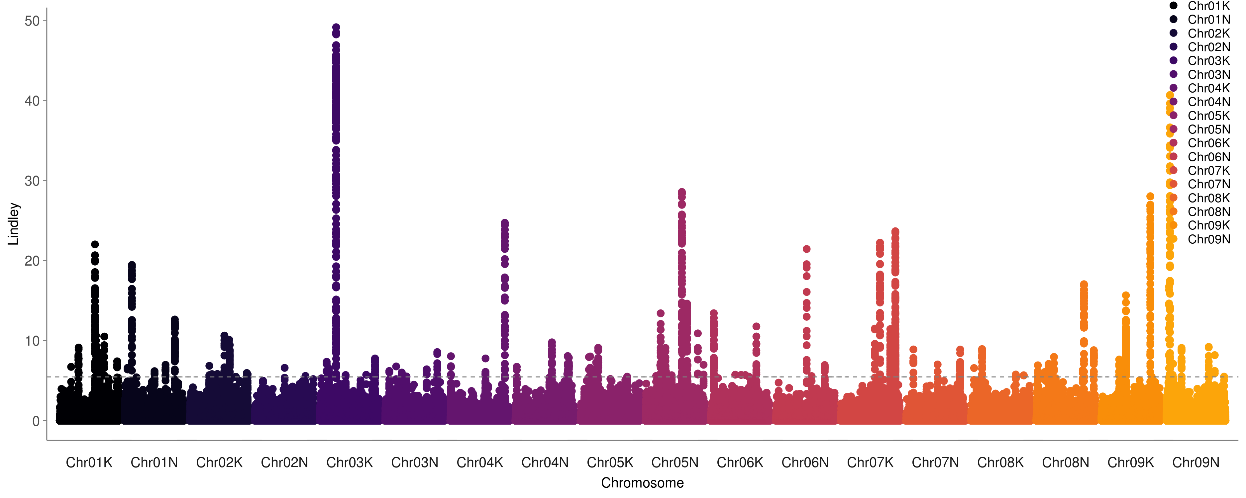 50
40
30
20
10
0
Lindley
Chr01K Chr01N Chr02K Chr02N Chr03K Chr03N Chr04K Chr04N Chr05K Chr05N Chr06K Chr06N Chr07K Chr07N Chr08K Chr08N Chr09K Chr09N
Chromosome
Chr01K
Chr01N
Chr02K
Chr02N
Chr03K
Chr03N
Chr04K
Chr04N
Chr05K
Chr05N
Chr06K
Chr06N
Chr07K
Chr07N
Chr08K
Chr08N
Chr09K
Chr09N